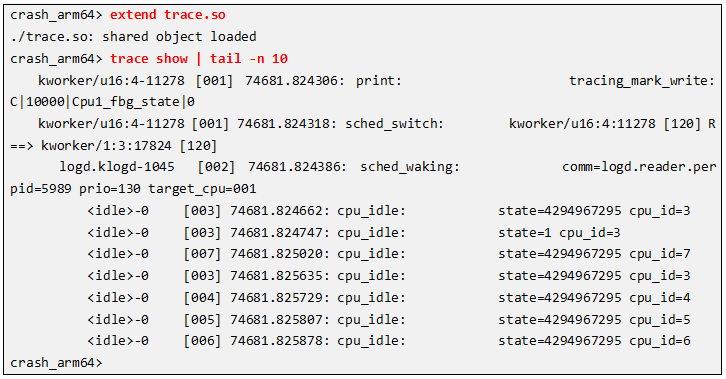 crash_arm64> extend trace.so
./trace.so: shared object loaded
crash_arm64> trace show | tail -n 10
kworker/u16:4-11278 [001] 74681.824306: print: tracing_mark_write:
C|10000|Cpu1_fbg_state|0
kworker/u16:4-11278 [001] 74681.824318: sched_switch: kworker/u16:4:11278 [120] R
==> kworker/1:3:17824 [120]
logd.klogd-1045 [002] 74681.824386: sched_waking: comm=logd.reader.per
pid=5989 prio=130 target_cpu=001
<idle>-0 [003] 74681.824662: cpu_idle: state=4294967295 cpu_id=3
<idle>-0 [003] 74681.824747: cpu_idle: state=1 cpu_id=3
<idle>-0 [007] 74681.825020: cpu_idle: state=4294967295 cpu_id=7
<idle>-0 [003] 74681.825635: cpu_idle: state=4294967295 cpu_id=3
<idle>-0 [004] 74681.825729: cpu_idle: state=4294967295 cpu_id=4
<idle>-0 [005] 74681.825807: cpu_idle: state=4294967295 cpu_id=5
<idle>-0 [006] 74681.825878: cpu_idle: state=4294967295 cpu_id=6
crash_arm64>